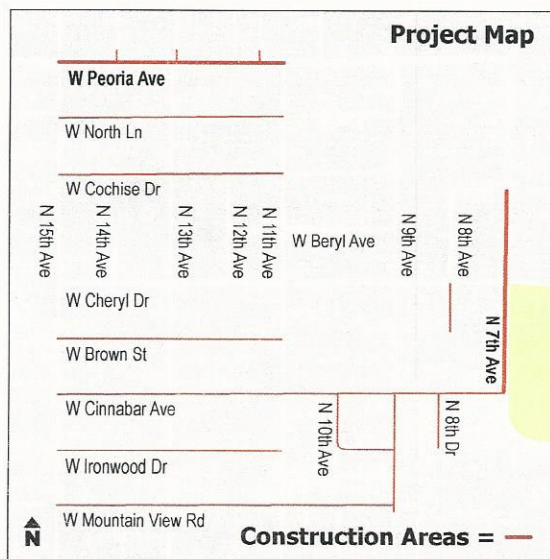 Project Map
W Peoria Ave
W North Ln
W Cochise Dr
N 15th Ave
N 14th Ave
N 13th Ave
N 12th Ave
N 11th Ave
W Beryl Ave
N 9th Ave
N 8th Ave
W Cheryl Dr
N 7th Ave
W Brown St
W Cinnabar Ave
N 10th Ave
N 8th Dr
W Ironwood Dr
W Mountain View Rd
N
Construction Areas =